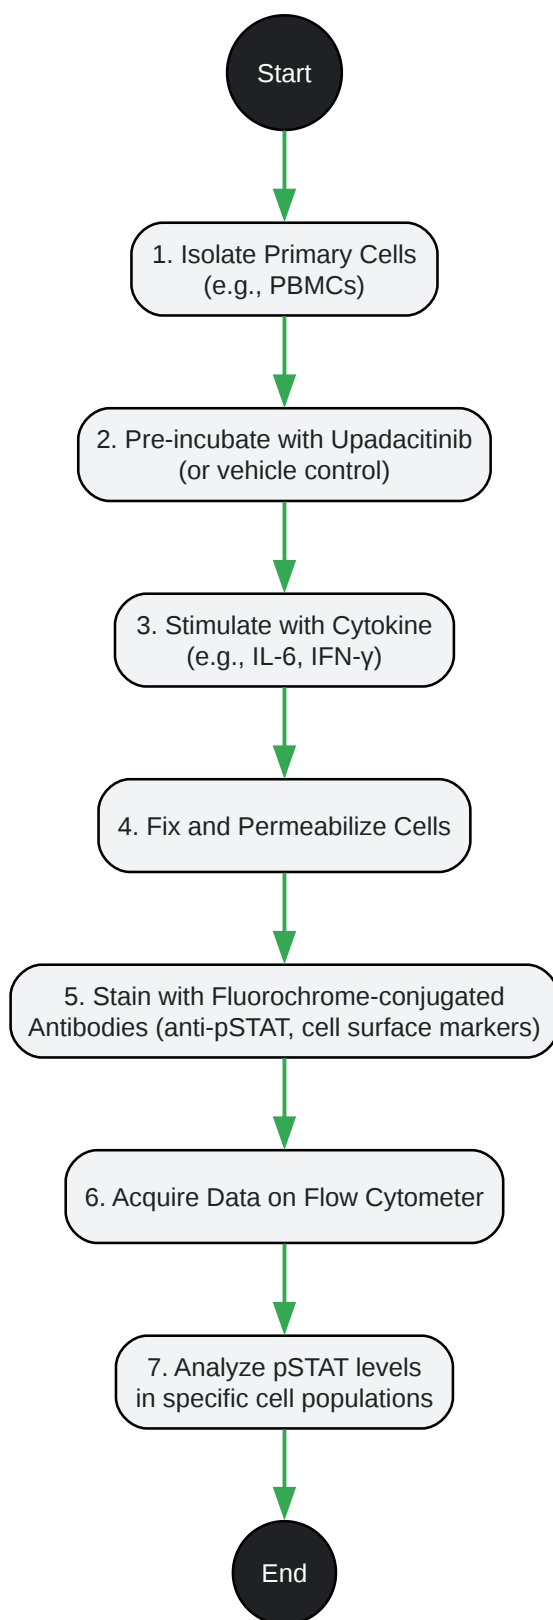 Start
1. Isolate Primary Cells
(e.g., PBMCs)
2. Pre-incubate with Upadacitinib
(or vehicle control)
3. Stimulate with Cytokine
(e.g., IL-6, IFN-γ)
4. Fix and Permeabilize Cells
5. Stain with Fluorochrome-conjugated
Antibodies (anti-pSTAT, cell surface markers)
6. Acquire Data on Flow Cytometer
7. Analyze pSTAT levels
in specific cell populations
End